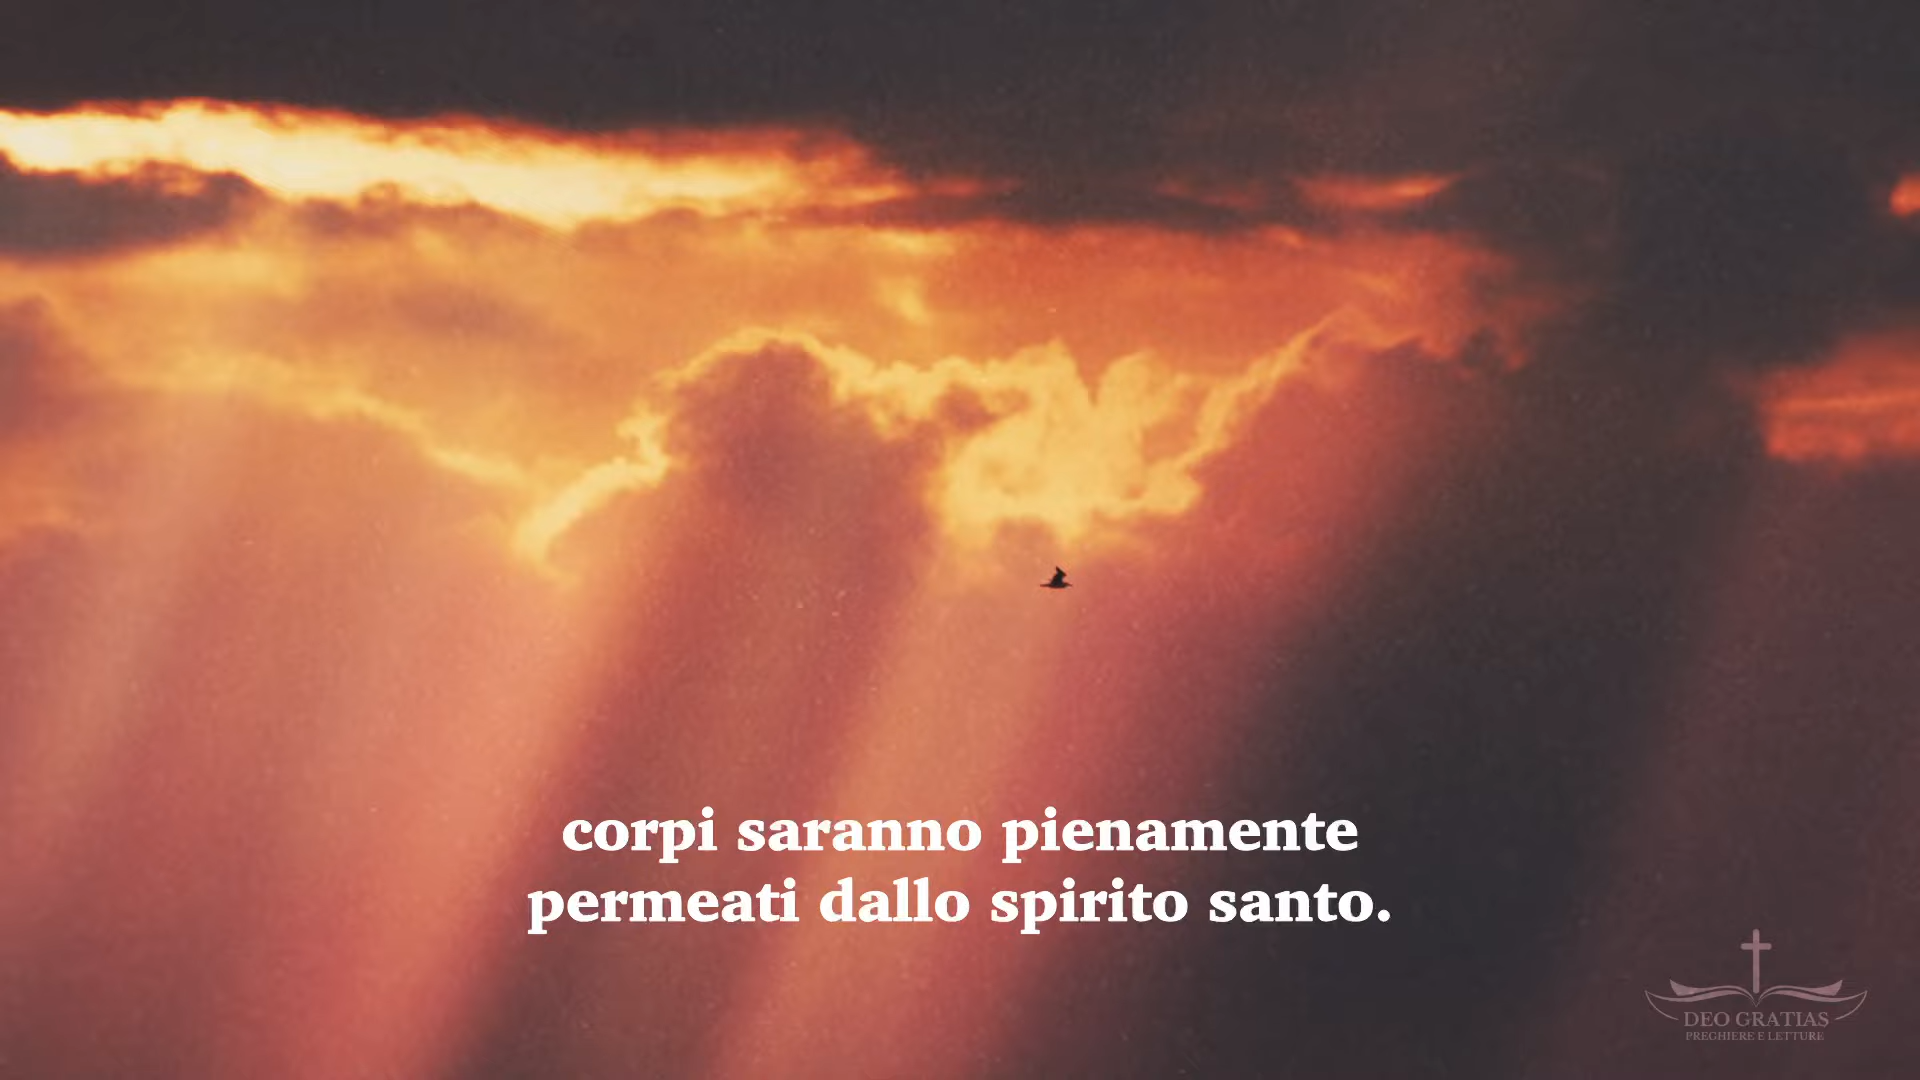 corpi saranno pienamente
permeati dallo spirito santo.
DEO GRATIAS
PREGHIERE E LETTURE